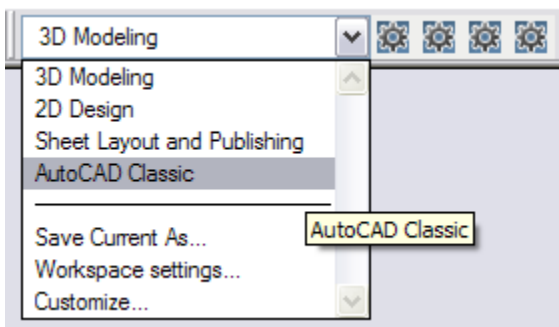 3D Modeling
3D Modeling
2D Design
Sheet Layout and Publishing
AutoCAD Classic
AutoCAD Classic
Save Current As...
Workspace settings...
Customize...